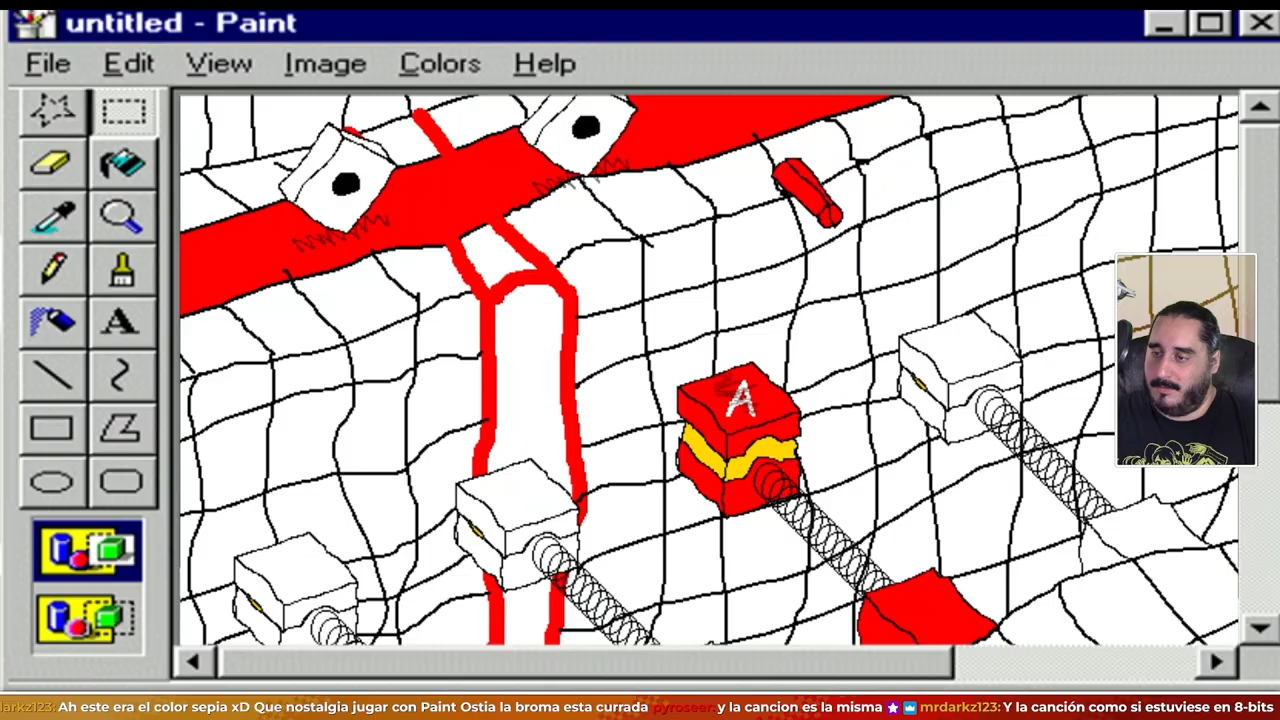 untitled - Paint
File Edit View Image Colors Help
A
A
darkz123: Ah este era el color sepia xD Que nostalgia jugar con Paint Ostia la broma esta currada pyroseer: y la cancion es la misma mrdarkz123: Y la canción como si estuviese en 8-bits